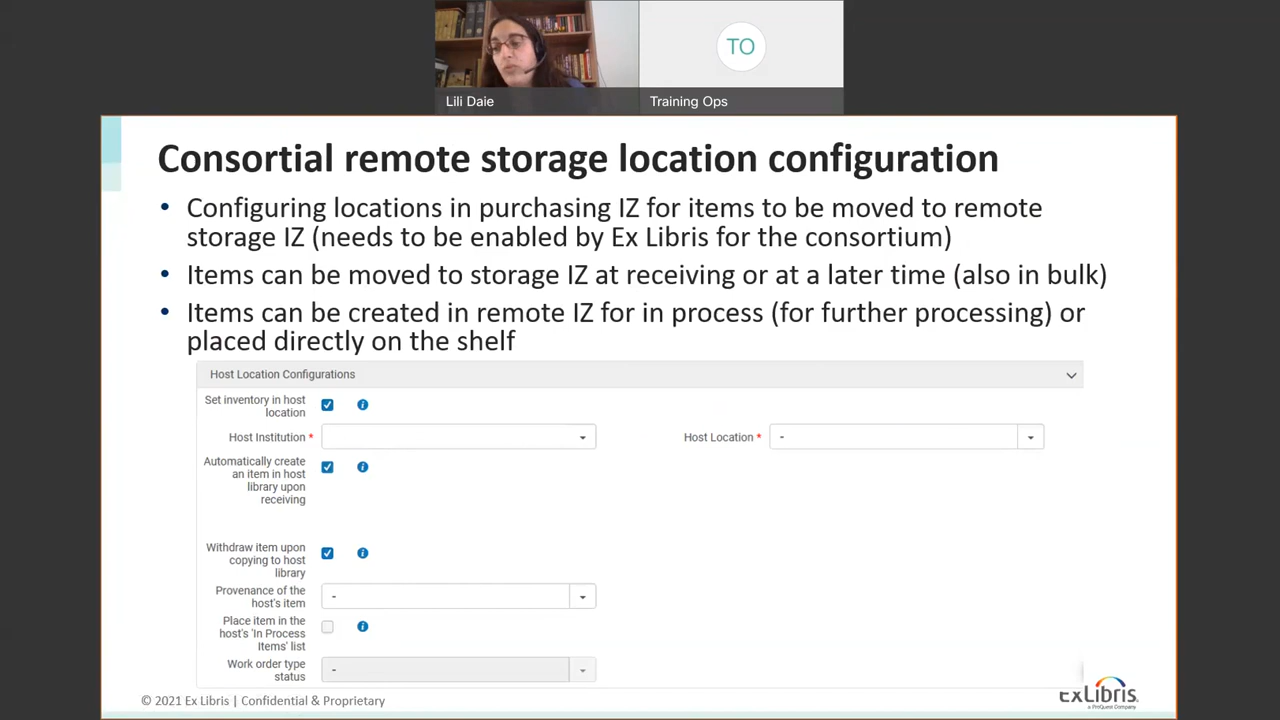 TO
Lili Daie
Training Ops
Consortial remote storage location configuration
• Configuring locations in purchasing IZ for items to be moved to remote
storage IZ (needs to be enabled by Ex Libris for the consortium)
• Items can be moved to storage IZ at receiving or at a later time (also in bulk)
• Items can be created in remote IZ for in process (for further processing) or
placed directly on the shelf
Host Location Configurations
Set inventory in host
location
Host Institution *
Host Location * -
Automatically create
an item in host
library upon
receiving
Withdraw item upon
copying to host
library
Provenance of the
host's item
-
Place item in the
host's 'In Process
Items' list
Work order type
status
-
© 2021 Ex Libris | Confidential & Proprietary
ExLibris
a ProQuest Company